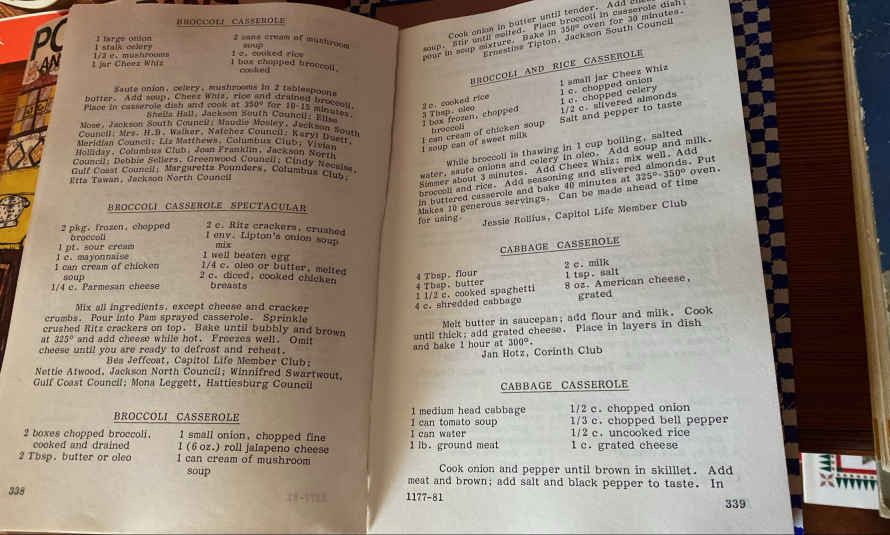 PC
AN
BROCCOLI CASSEROLE
1 large onion
1 stalk celery
1/2 c. mushrooms
1 jar Cheez Whiz
2 cans cream of mushroom
soup
1 c. cooked rice
1 box chopped broccoli,
cooked
Saute onion, celery, mushrooms in 2 tablespoons
butter. Add soup, Cheez Whiz, rice and drained broccoli.
Place in casserole dish and cook at 350° for 10-15 minutes.
Sheila Hall, Jackson South Council; Elise
Mose, Jackson South Council; Maudie Mosley, Jackson South
Council; Mrs. H.B. Walker, Natchez Council; Karyl Duett,
Meridian Council; Liz Matthews, Columbus Club; Vivian
Holliday, Columbus Club; Joan Franklin, Jackson North
Council; Debbie Sellers, Greenwood Council; Cindy Necaise,
Gulf Coast Council; Margaretta Pounders, Columbus Club;
Etta Tawan, Jackson North Council
BROCCOLI CASSEROLE SPECTACULAR
2 pkg. frozen, chopped
broccoli
1 pt. sour cream
1 c. mayonnaise
1 can cream of chicken
soup
1/4 c. Parmesan cheese
2 c. Ritz crackers, crushed
1 env. Lipton's onion soup
mix
1 well beaten egg
1/4 c. oleo or butter, melted
2 c. diced, cooked chicken
breasts
Mix all ingredients, except cheese and cracker
crumbs. Pour into Pam sprayed casserole. Sprinkle
crushed Ritz crackers on top. Bake until bubbly and brown
at 325° and add cheese while hot. Freezes well. Omit
cheese until you are ready to defrost and reheat.
Bea Jeffcoat, Capitol Life Member Club;
Nettie Atwood, Jackson North Council; Winnifred Swartwout,
Gulf Coast Council; Mona Leggett, Hattiesburg Council
BROCCOLI CASSEROLE
2 boxes chopped broccoli,
cooked and drained
2 Tbsp. butter or oleo
1 small onion, chopped fine
1 (6 oz.) roll jalapeno cheese
1 can cream of mushroom
soup
338
Cook onion in butter until tender. Add
soup. Stir until melted. Place broccoli in casserole dish;
pour in soup mixture. Bake in 350° oven for 30 minutes.
Ernestine Tipton, Jackson South Council
BROCCOLI AND RICE CASSEROLE
2 c. cooked rice
3 Tbsp. oleo
1 box frozen, chopped
broccoli
1 can cream of chicken soup
1 soup can of sweet milk
1 small jar Cheez Whiz
1 c. chopped onion
1 c. chopped celery
1/2 c. slivered almonds
Salt and pepper to taste
While broccoli is thawing in 1 cup boiling, salted
water, saute onions and celery in oleo. Add soup and milk.
Simmer about 3 minutes. Add Cheez Whiz; mix well. Add
broccoli and rice. Add seasoning and slivered almonds. Put
in buttered casserole and bake 40 minutes at 325°-350° oven.
Makes 10 generous servings. Can be made ahead of time
for using.
Jessie Rollius, Capitol Life Member Club
CABBAGE CASSEROLE
4 Tbsp. flour
4 Tbsp. butter
1 1/2 c. cooked spaghetti
4 c. shredded cabbage
2 c. milk
1 tsp. salt
8 oz. American cheese,
grated
Melt butter in saucepan; add flour and milk. Cook
until thick; add grated cheese. Place in layers in dish
and bake 1 hour at 300°.
Jan Hotz, Corinth Club
CABBAGE CASSEROLE
1 medium head cabbage
1 can tomato soup
1 can water
1 lb. ground meat
1/2 c. chopped onion
1/3 c. chopped bell pepper
1/2 c. uncooked rice
1 c. grated cheese
Cook onion and pepper until brown in skilllet. Add
meat and brown; add salt and black pepper to taste. In
1177-81
339